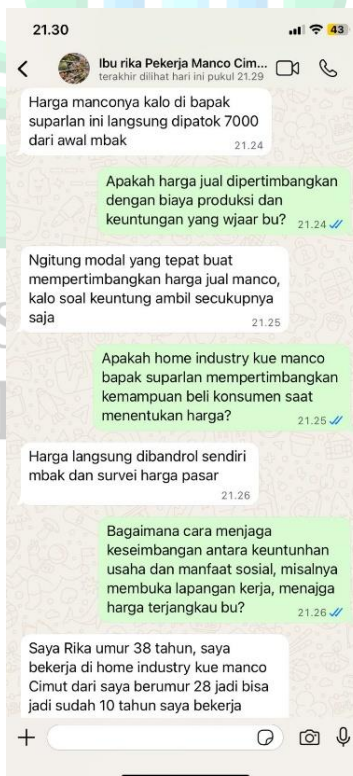 21.30
43
Ibu rika Pekerja Manco Cim...
terakhir dilihat hari ini pukul 21.29
Harga manconya kalo di bapak
suparlan ini langsung dipatok 7000
dari awal mbak
21.24
Apakah harga jual dipertimbangkan
dengan biaya produksi dan
keuntungan yang wjaar bu?
21.24
Ngitung modal yang tepat buat
mempertimbangkan harga jual manco,
kalo soal keuntung ambil secukupnya
saja
21.25
Apakah home industry kue manco
bapak suparlan mempertimbangkan
kemampuan beli konsumen saat
menentukan harga?
21.25
Harga langsung dibandrol sendiri
mbak dan survei harga pasar
21.26
Bagaimana cara menjaga
keseimbangan antara keuntunhan
usaha dan manfaat sosial, misalnya
membuka lapangan kerja, menajga
harga terjangkau bu?
21.26
Saya Rika umur 38 tahun, saya
bekerja di home industry kue manco
Cimut dari saya berumur 28 jadi bisa
jadi sudah 10 tahun saya bekerja